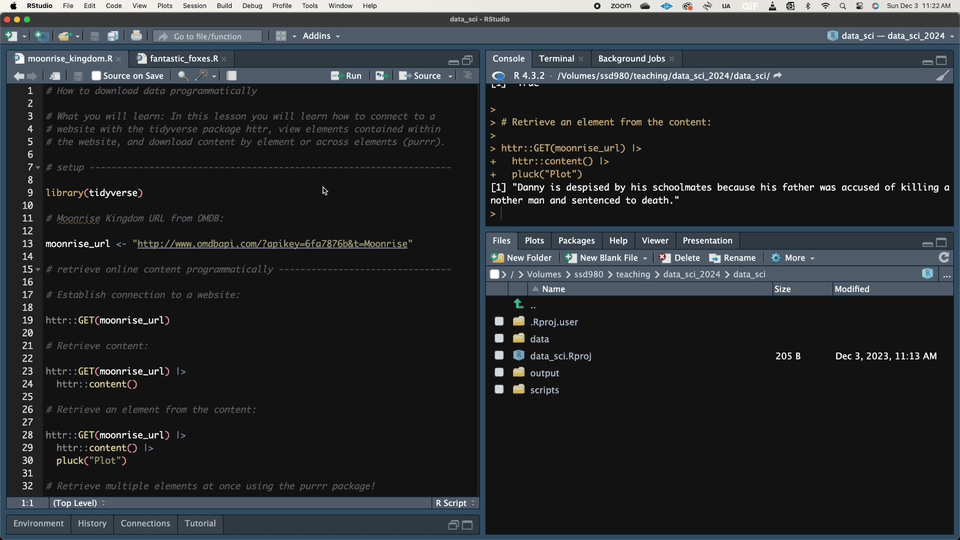 RStudio File Edit Code View Plots Session Build Debug Profile Tools Window Help zoom UA GIF Sun Dec 3 11:22 AM
data_sci - RStudio
Go to file/function Addins data_sci — data_sci_2024
moonrise_kingdom.R fantastic_foxes.R
Source on Save Run Source
1 # How to download data programmatically
2
3 # What you will learn: In this lesson you will learn how to connect to a
4 # website with the tidyverse package httr, view elements contained within
5 # the website, and download content by element or across elements (purrr).
6
7 # setup --------------------------------------------------------------------
8
9 library(tidyverse)
10
11 # Moonrise Kingdom URL from OMDB:
12
13 moonrise_url <- "http://www.omdbapi.com/?apikey=6fa7876b&t=Moonrise"
14
15 # retrieve online content programmatically --------------------------------
16
17 # Establish connection to a website:
18
19 httr::GET(moonrise_url)
20
21 # Retrieve content:
22
23 httr::GET(moonrise_url) |>
24 httr::content()
25
26 # Retrieve an element from the content:
27
28 httr::GET(moonrise_url) |>
29 httr::content() |>
30 pluck("Plot")
31
32 # Retrieve multiple elements at once using the purrr package!
1:1 (Top Level) R Script
Environment History Connections Tutorial
Console Terminal Background Jobs
R 4.3.2 · /Volumes/ssd980/teaching/data_sci_2024/data_sci/
[1] "True"
>
> # Retrieve an element from the content:
>
> httr::GET(moonrise_url) |>
+ httr::content() |>
+ pluck("Plot")
[1] "Danny is despised by his schoolmates because his father was accused of killing a
nother man and sentenced to death."
>
Files Plots Packages Help Viewer Presentation
New Folder New Blank File Delete Rename More
/ Volumes ssd980 teaching data_sci_2024 data_sci ...
Name Size Modified
..
.Rproj.user
data
data_sci.Rproj 205 B Dec 3, 2023, 11:13 AM
output
scripts